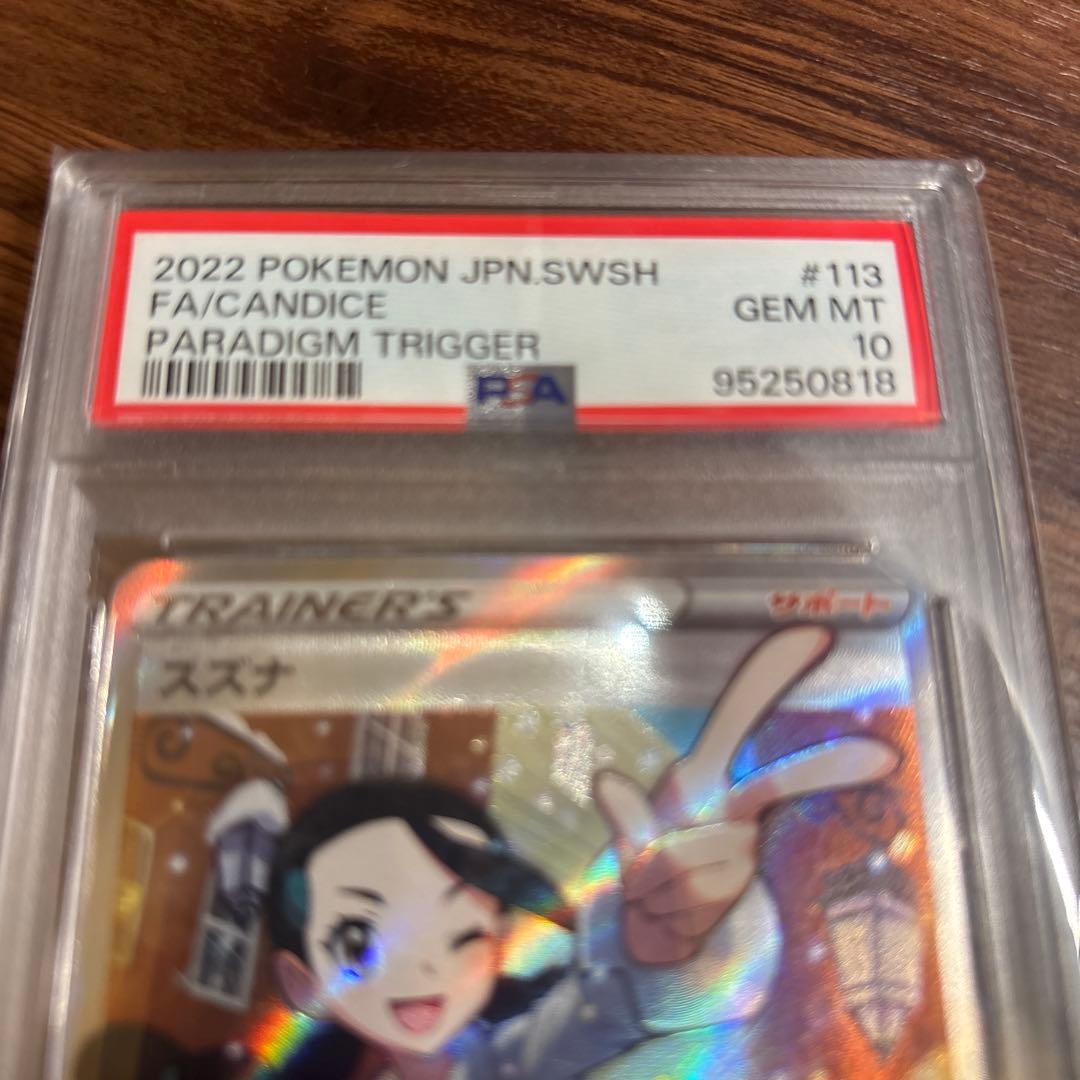 2022 POKEMON JPN.SWSH #113
FA/CANDICE GEM MT
PARADIGM TRIGGER 10
PSA 95250818
TRAINER'S サポート
スズナ